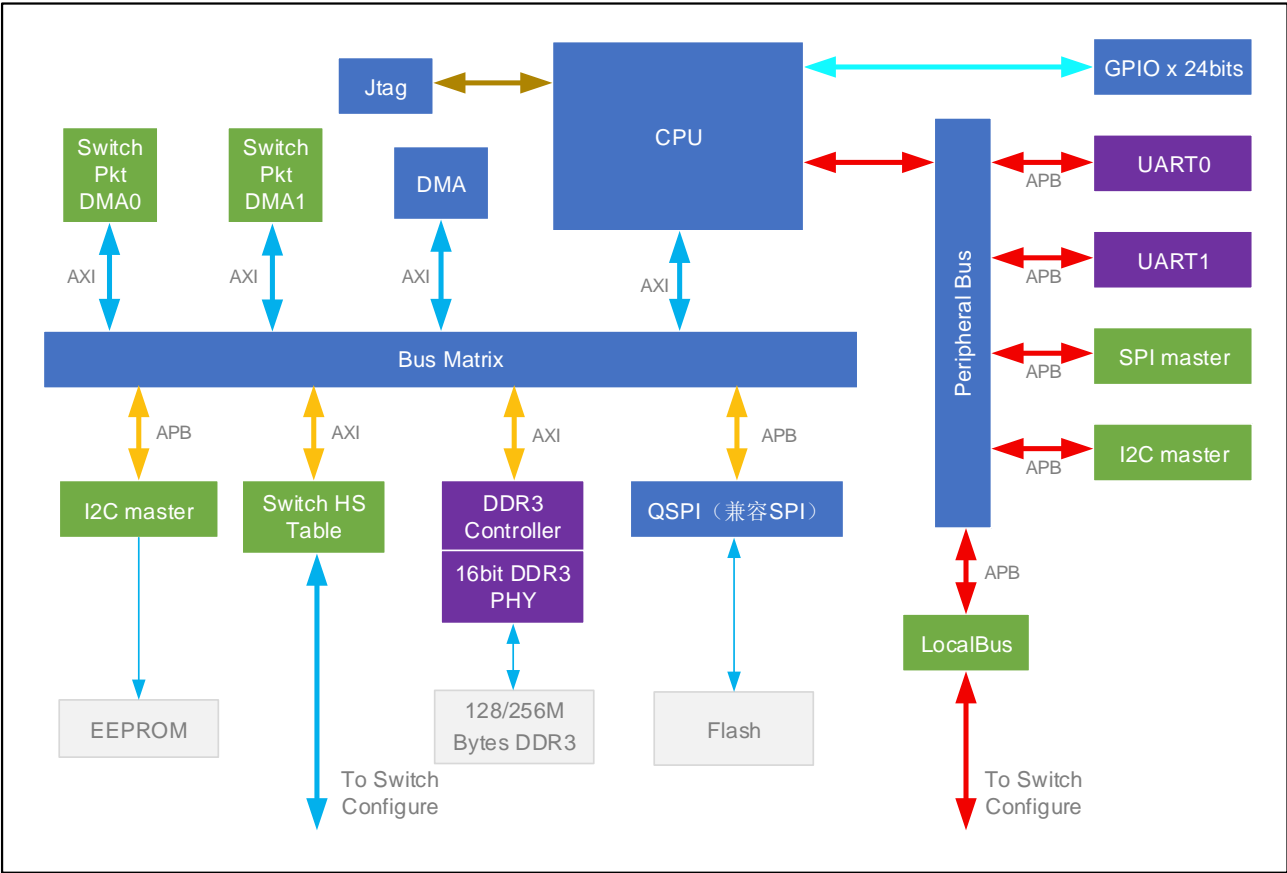 Jtag
CPU
GPIO x 24bits
Switch
Pkt
DMA0
Switch
Pkt
DMA1
DMA
UART0
APB
UART1
APB
AXI
AXI
AXI
AXI
Peripheral Bus
Bus Matrix
SPI master
APB
APB
AXI
AXI
APB
I2C master
APB
I2C master
Switch HS
Table
DDR3
Controller
16bit DDR3
PHY
QSPI（兼容SPI）
APB
LocalBus
EEPROM
128/256M
Bytes DDR3
Flash
To Switch
Configure
To Switch
Configure